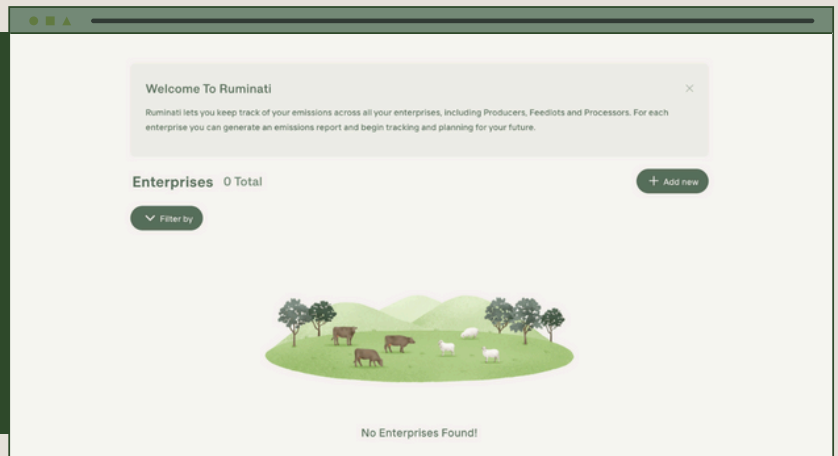 Welcome To Ruminati
Ruminati lets you keep track of your emissions across all your enterprises, including Producers, Feedlots and Processors. For each
enterprise you can generate an emissions report and begin tracking and planning for your future.
Enterprises 0 Total
Add new
Filter by
No Enterprises Found!